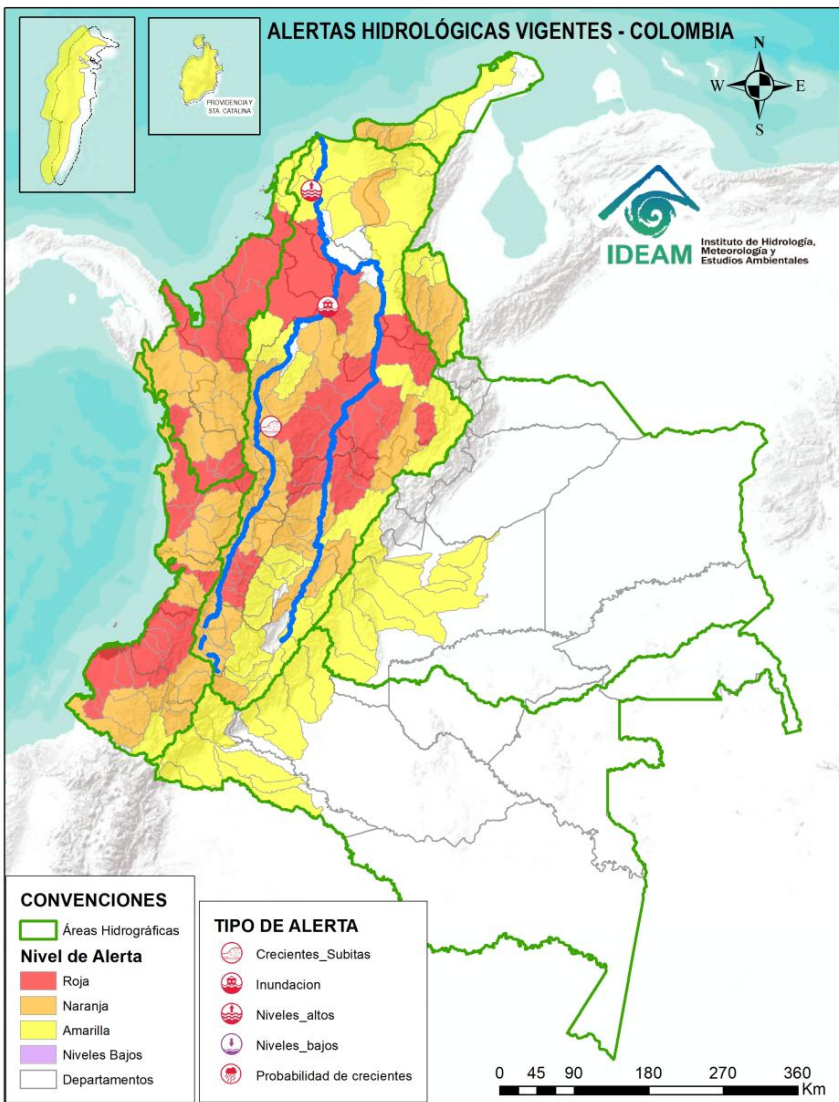 ALERTAS HIDROLÓGICAS VIGENTES - COLOMBIA
PROVIDENCIA Y
STA. CATALINA
N
W E
S
IDEAM
Instituto de Hidrología,
Meteorología y
Estudios Ambientales
CONVENCIONES
Áreas Hidrográficas
Nivel de Alerta
Roja
Naranja
Amarilla
Niveles Bajos
Departamentos
TIPO DE ALERTA
Crecientes_Subitas
Inundacion
Niveles_altos
Niveles_bajos
Probabilidad de crecientes
0 45 90 180 270 360
Km